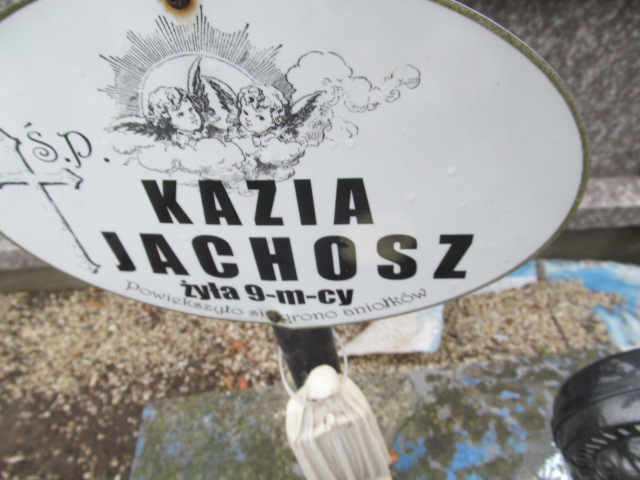 Ś.P.
KAZIA
JACHOSZ
żyła 9-m-cy
Powiększyło się grono aniołków